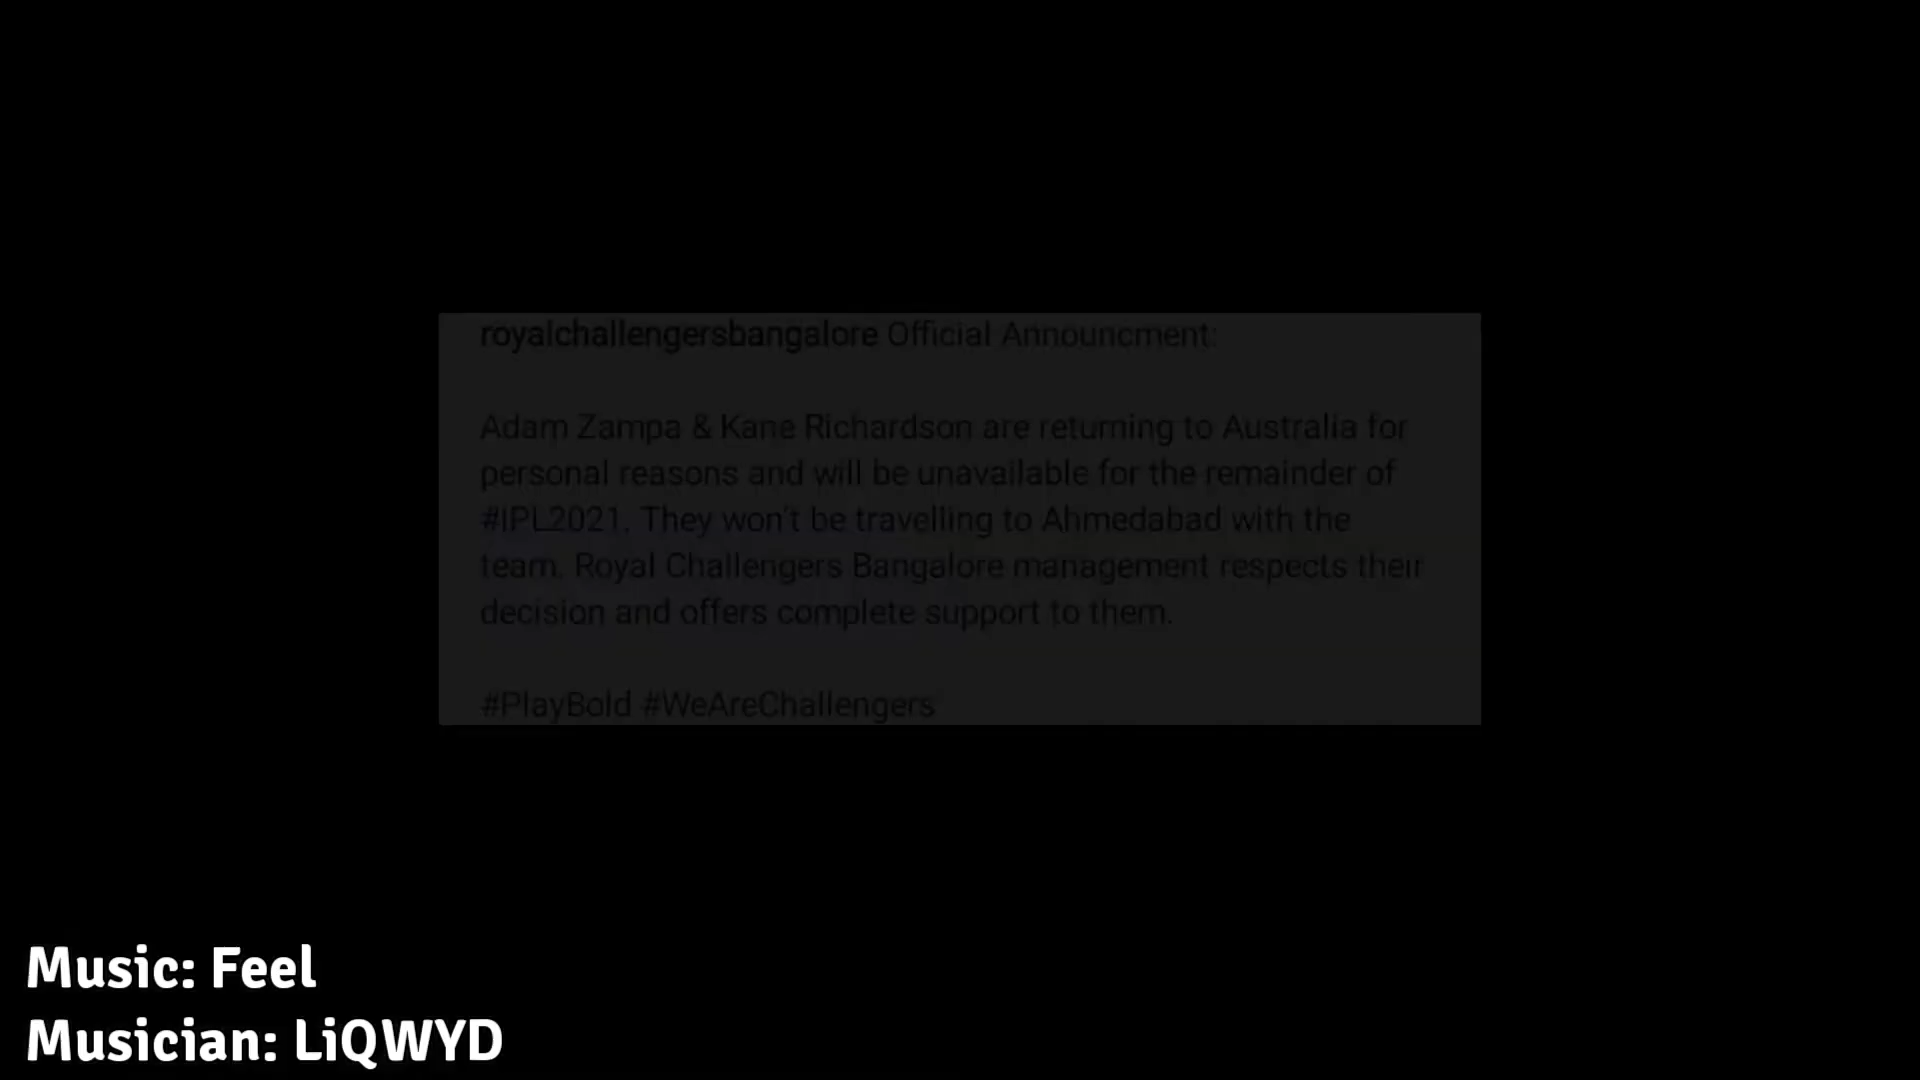 royalchallengersbangalore Official Announcment:
Adam Zampa & Kane Richardson are returning to Australia for
personal reasons and will be unavailable for the remainder of
#IPL2021. They won't be travelling to Ahmedabad with the
team. Royal Challengers Bangalore management respects their
decision and offers complete support to them.
#PlayBold #WeAreChallengers
Music: Feel
Musician: LiQWYD